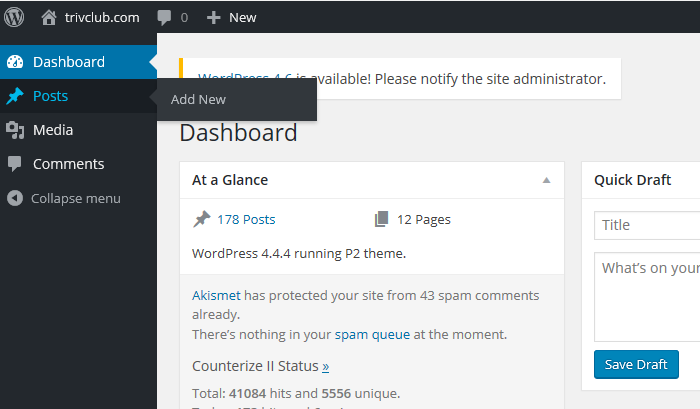 trivclub.com 0 New
Dashboard
Posts
Add New
Media
Comments
Collapse menu
WordPress 4.6 is available! Please notify the site administrator.
Dashboard
At a Glance
178 Posts 12 Pages
WordPress 4.4.4 running P2 theme.
Akismet has protected your site from 43 spam comments
already.
There's nothing in your spam queue at the moment.
Counterize II Status »
Total: 41084 hits and 5556 unique.
Quick Draft
Title
What's on your
Save Draft